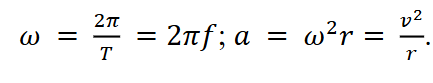 ω = 2π/T = 2πf; a = ω²r = v²/r.